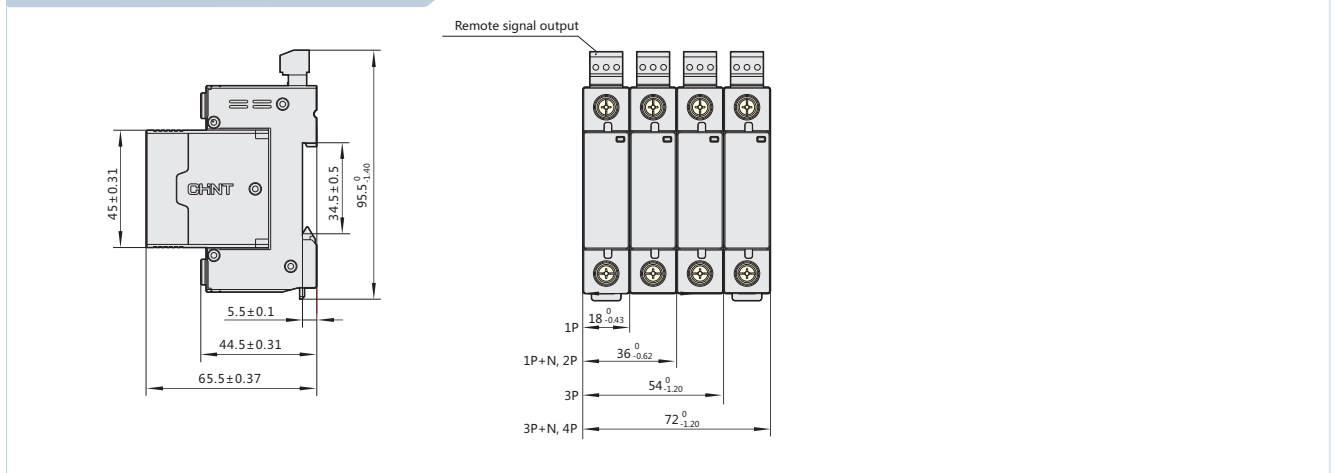 Remote signal output
CHNT
45±0.31
34.5±0.5
95.5 0 -1.40
5.5±0.1
44.5±0.31
65.5±0.37
1P 18 0 -0.43
1P+N, 2P 36 0 -0.62
3P 54 0 -1.20
3P+N, 4P 72 0 -1.20